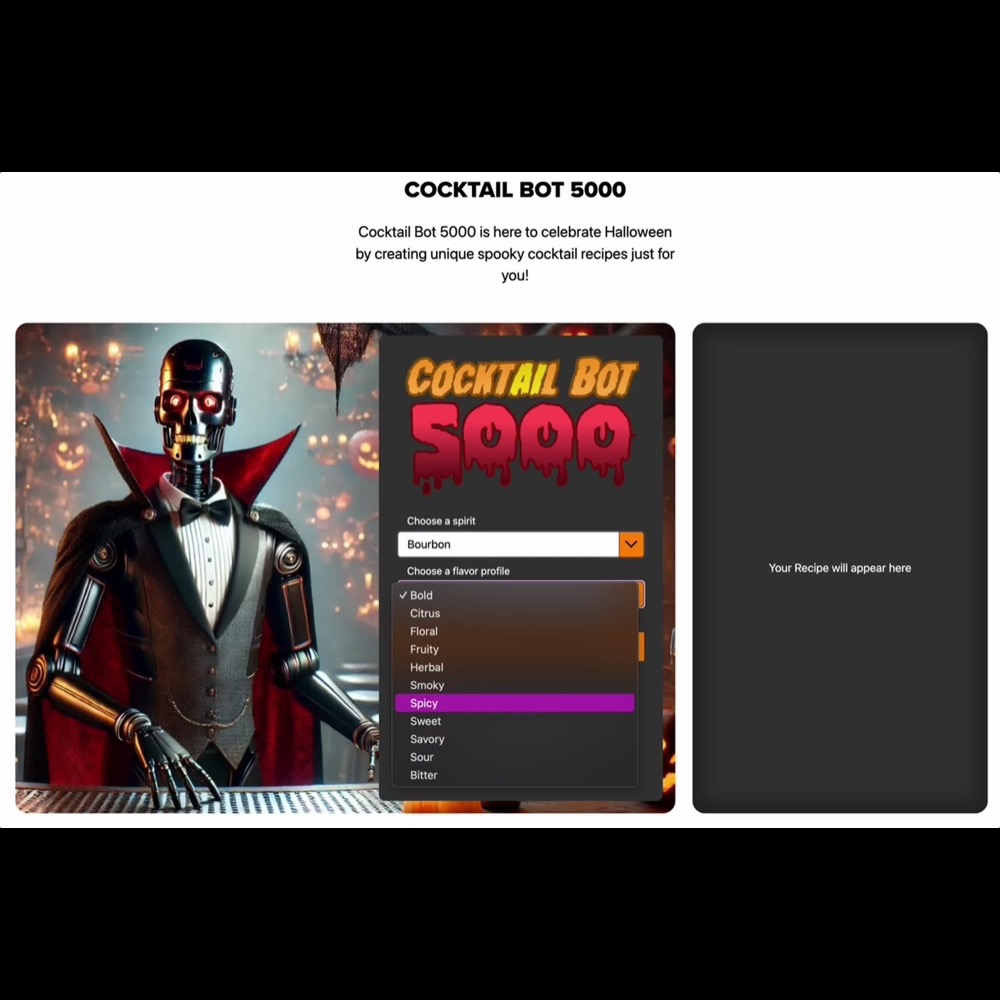 COCKTAIL BOT 5000
Cocktail Bot 5000 is here to celebrate Halloween
by creating unique spooky cocktail recipes just for
you!
COCKTAIL BOT
5000
Choose a spirit
Bourbon
Choose a flavor profile
✓ Bold
Citrus
Floral
Fruity
Herbal
Smoky
Spicy
Sweet
Savory
Sour
Bitter
Your Recipe will appear here